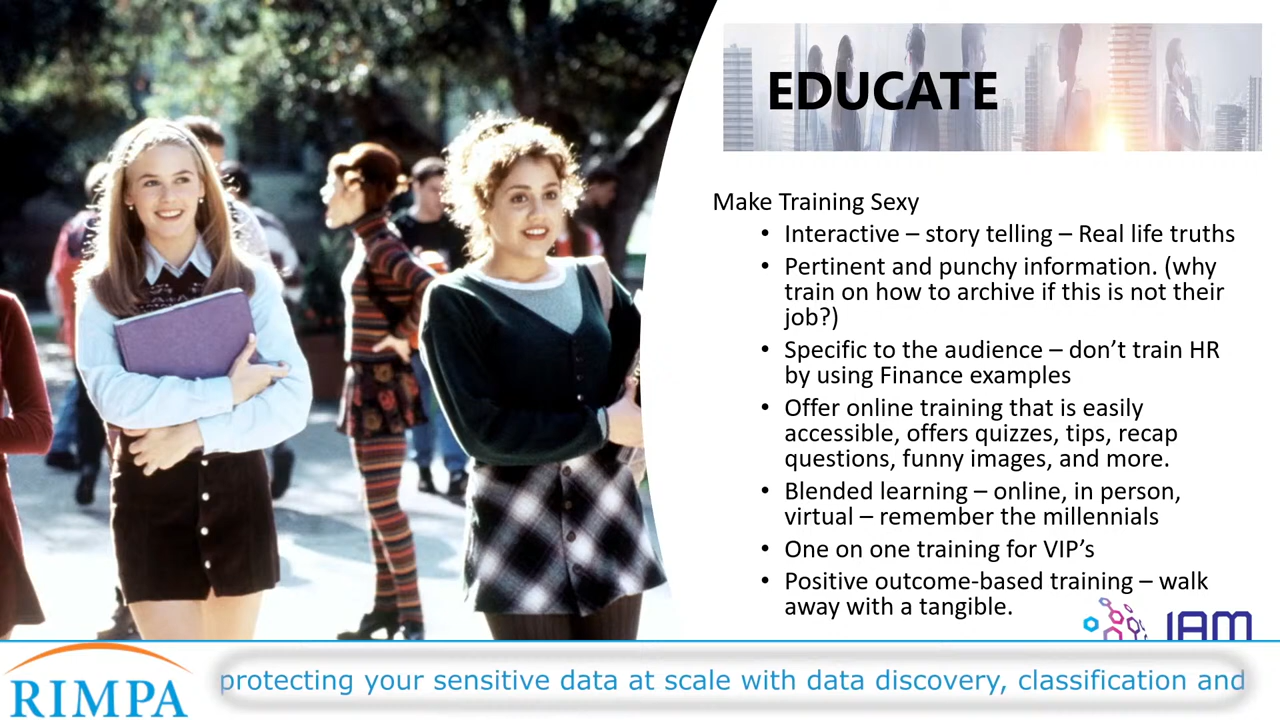 EDUCATE
Make Training Sexy
• Interactive – story telling – Real life truths
• Pertinent and punchy information. (why
train on how to archive if this is not their
job?)
• Specific to the audience – don’t train HR
by using Finance examples
• Offer online training that is easily
accessible, offers quizzes, tips, recap
questions, funny images, and more.
• Blended learning – online, in person,
virtual – remember the millennials
• One on one training for VIP’s
• Positive outcome-based training – walk
away with a tangible.
IAM
RIMPA
protecting your sensitive data at scale with data discovery, classification and